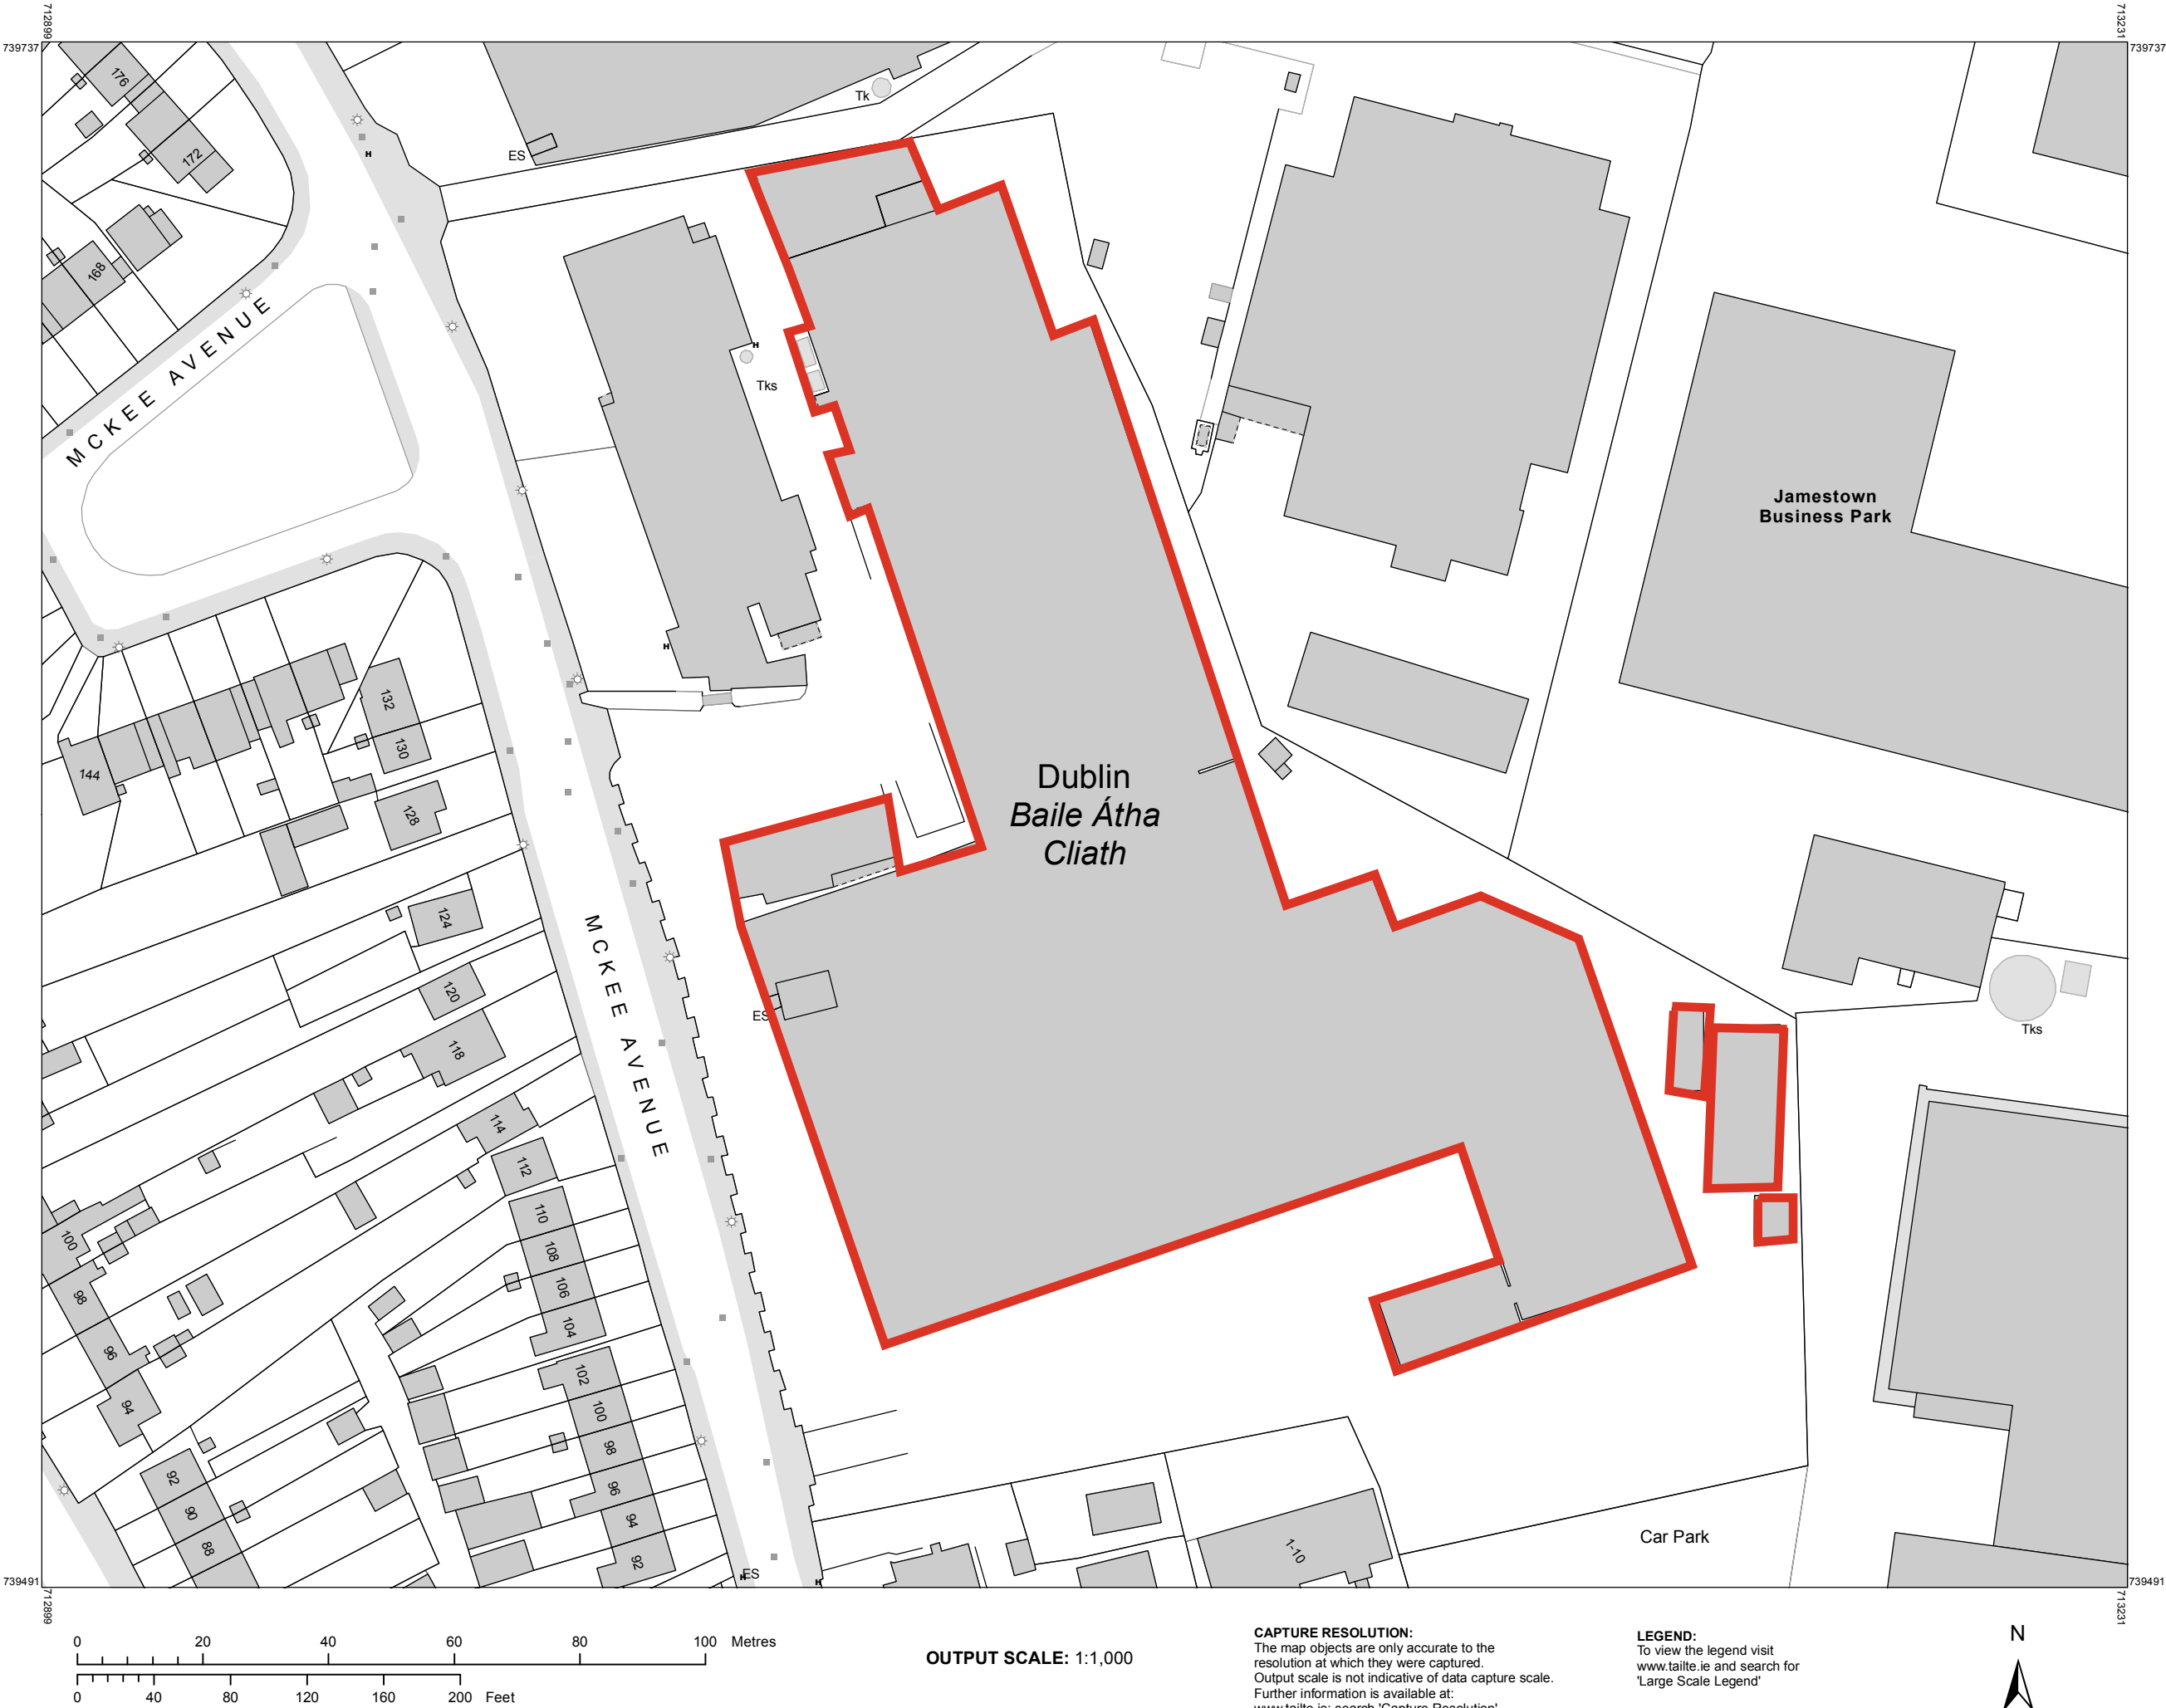 712899
713231
739737
739737
176
172
168
Tk
ES
MCKEE AVENUE
Tks
Jamestown
Business Park
132
130
144
128
Dublin
Baile Átha
Cliath
124
120
118
114
112
110
108
106
104
102
100
98
96
94
92
MCKEE AVENUE
ES
Tks
100
98
96
94
92
90
88
ES
1-10
Car Park
739491
739491
712899
713231
0 20 40 60 80 100 Metres
0 40 80 120 160 200 Feet
OUTPUT SCALE: 1:1,000
CAPTURE RESOLUTION:
The map objects are only accurate to the
resolution at which they were captured.
Output scale is not indicative of data capture scale.
Further information is available at:
www.tailte.ie; search 'Capture Resolution'
LEGEND:
To view the legend visit
www.tailte.ie and search for
'Large Scale Legend'
N